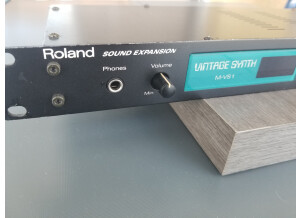 Roland SOUND EXPANSION
VINTAGE SYNTH
Phones
Volume
M-VS1
Min